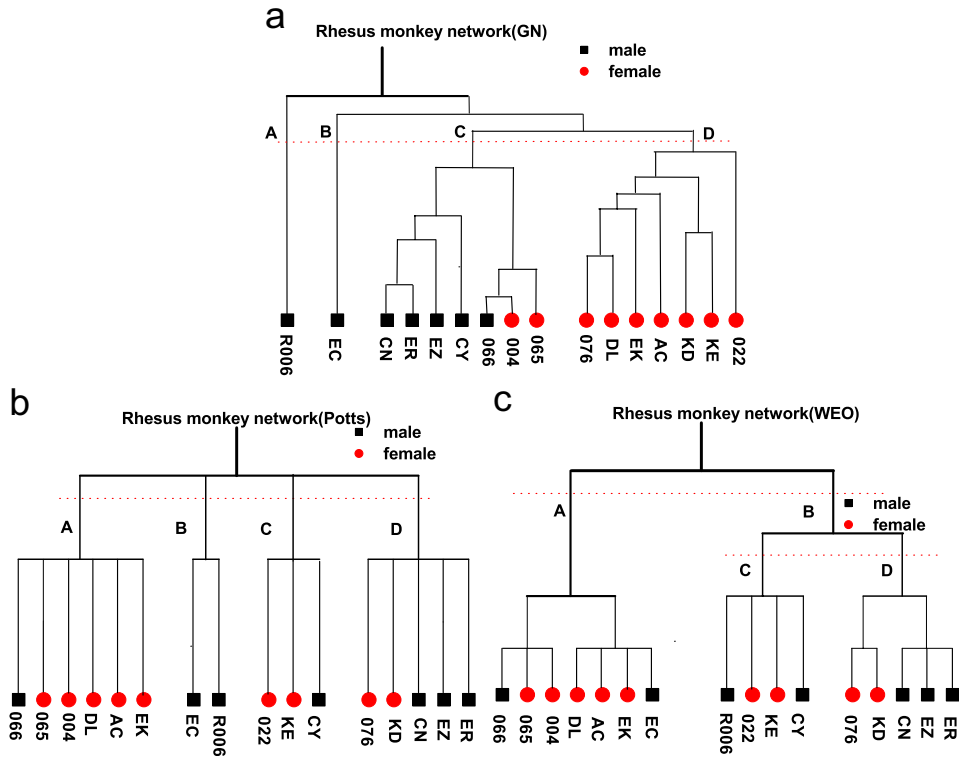 a
Rhesus monkey network(GN)
male
female
A B C D
R006 EC CN ER EZ CY 066 004 065 076 DL EK AC KD KE 022
b
Rhesus monkey network(Potts)
male
female
A B C D
066 065 004 DL AC EK EC R006 022 KE CY 076 KD CN EZ ER
c
Rhesus monkey network(WEO)
male
female
A B
C D
066 065 004 DL AC EK EC R006 022 KE CY 076 KD CN EZ ER